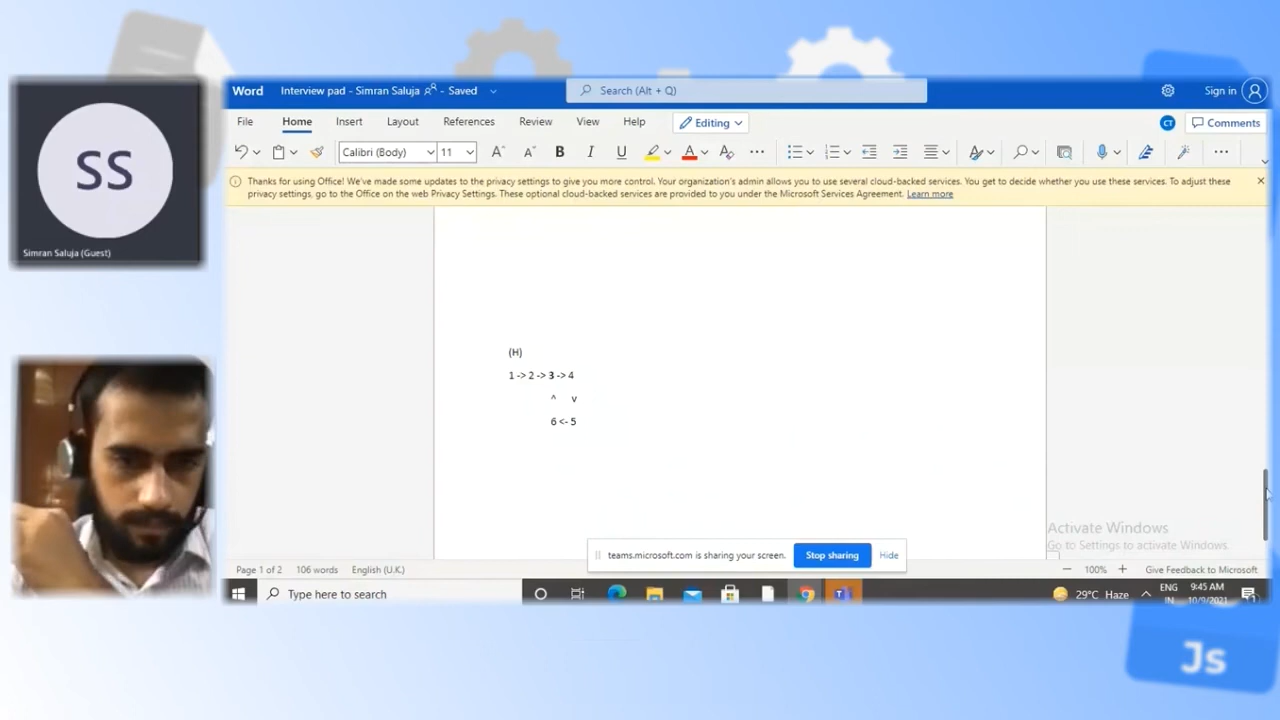 SS
Simran Saluja (Guest)
Word
Interview pad - Simran Saluja - Saved
Search (Alt + Q)
Sign in
File
Home
Insert
Layout
References
Review
View
Help
Editing
CT
Comments
Calibri (Body)
11
Thanks for using Office! We've made some updates to the privacy settings to give you more control. Your organization's admin allows you to use several cloud-backed services. You get to decide whether you use these services. To adjust these
privacy settings, go to the Office on the web Privacy Settings. These optional cloud-backed services are provided to you under the Microsoft Services Agreement. Learn more
(H)
1 -> 2 -> 3 -> 4
^ v
6 <- 5
Activate Windows
Go to Settings to activate Windows.
teams.microsoft.com is sharing your screen.
Stop sharing
Hide
Page 1 of 2
106 words
English (U.K.)
100%
Give Feedback to Microsoft
Type here to search
29°C Haze
ENG
IN
9:45 AM
10/9/2021
Js